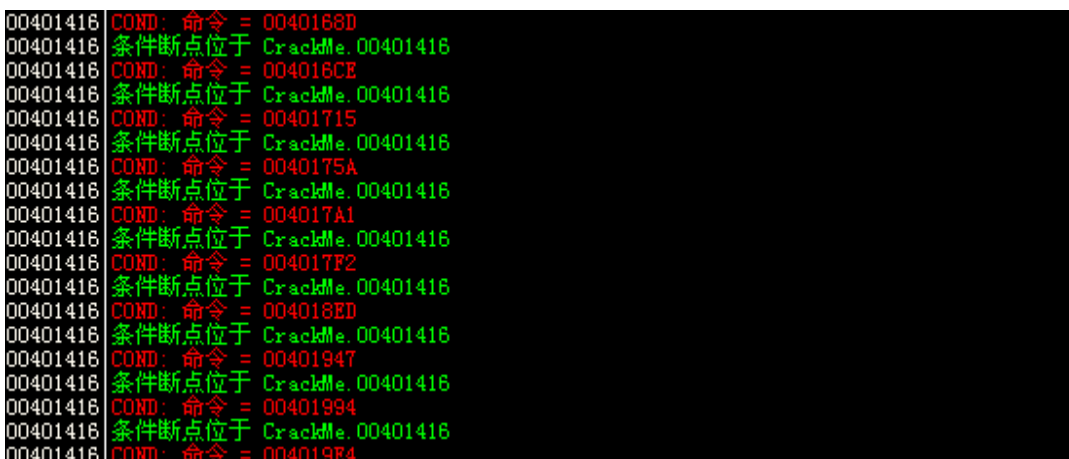 00401416 COND: 命令 = 0040168D
00401416 条件断点位于 CrackMe.00401416
00401416 COND: 命令 = 004016CE
00401416 条件断点位于 CrackMe.00401416
00401416 COND: 命令 = 00401715
00401416 条件断点位于 CrackMe.00401416
00401416 COND: 命令 = 0040175A
00401416 条件断点位于 CrackMe.00401416
00401416 COND: 命令 = 004017A1
00401416 条件断点位于 CrackMe.00401416
00401416 COND: 命令 = 004017F2
00401416 条件断点位于 CrackMe.00401416
00401416 COND: 命令 = 004018ED
00401416 条件断点位于 CrackMe.00401416
00401416 COND: 命令 = 00401947
00401416 条件断点位于 CrackMe.00401416
00401416 COND: 命令 = 00401994
00401416 条件断点位于 CrackMe.00401416
00401416 COND: 命令 = 004019E4